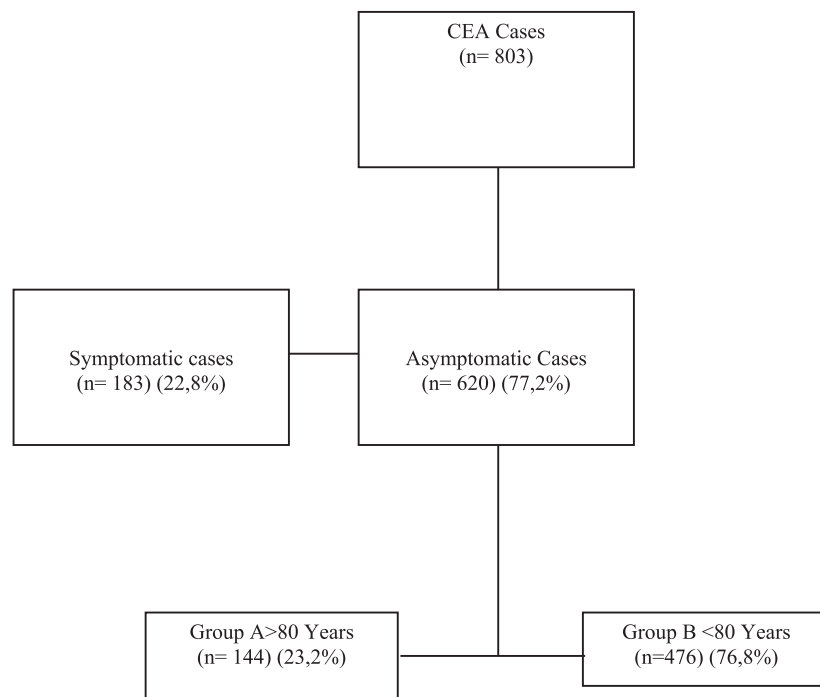 CEA Cases
(n= 803)
Symptomatic cases
(n= 183) (22,8%)
Asymptomatic Cases
(n= 620) (77,2%)
Group A>80 Years
(n= 144) (23,2%)
Group B <80 Years
(n=476) (76,8%)